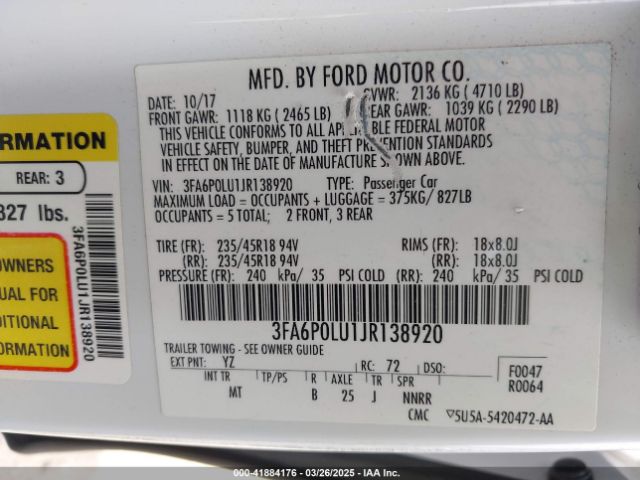 ORMATION
REAR: 3
827 lbs.
OWNERS
UAL FOR
DITIONAL
FORMATION
3FA6P0LU1JR138920
MFD. BY FORD MOTOR CO.
DATE: 10/17 GVWR: 2136 KG ( 4710 LB)
FRONT GAWR: 1118 KG ( 2465 LB) REAR GAWR: 1039 KG ( 2290 LB)
THIS VEHICLE CONFORMS TO ALL APPLICABLE FEDERAL MOTOR
VEHICLE SAFETY, BUMPER, AND THEFT PREVENTION STANDARDS
IN EFFECT ON THE DATE OF MANUFACTURE SHOWN ABOVE
VIN: 3FA6P0LU1JR138920 TYPE: Passenger Car
MAXIMUM LOAD = OCCUPANTS + LUGGAGE = 375KG/ 827LB
OCCUPANTS = 5 TOTAL; 2 FRONT, 3 REAR
TIRE (FR): 235/45R18 94V RIMS (FR): 18x8.0J
(RR): 235/45R18 94V (RR): 18x8.0J
PRESSURE (FR): 240 kPa/ 35 PSI COLD (RR): 240 kPa/ 35 PSI COLD
3FA6P0LU1JR138920
TRAILER TOWING - SEE OWNER GUIDE
EXT PNT: YZ RC: 72 DSO: F0047
INT TR TP/PS R AXLE TR SPR R0064
MT B 25 J NNRR
CMC ▽5U5A-5420472-AA
000-41884176 — 03/26/2025 — IAAI.COM